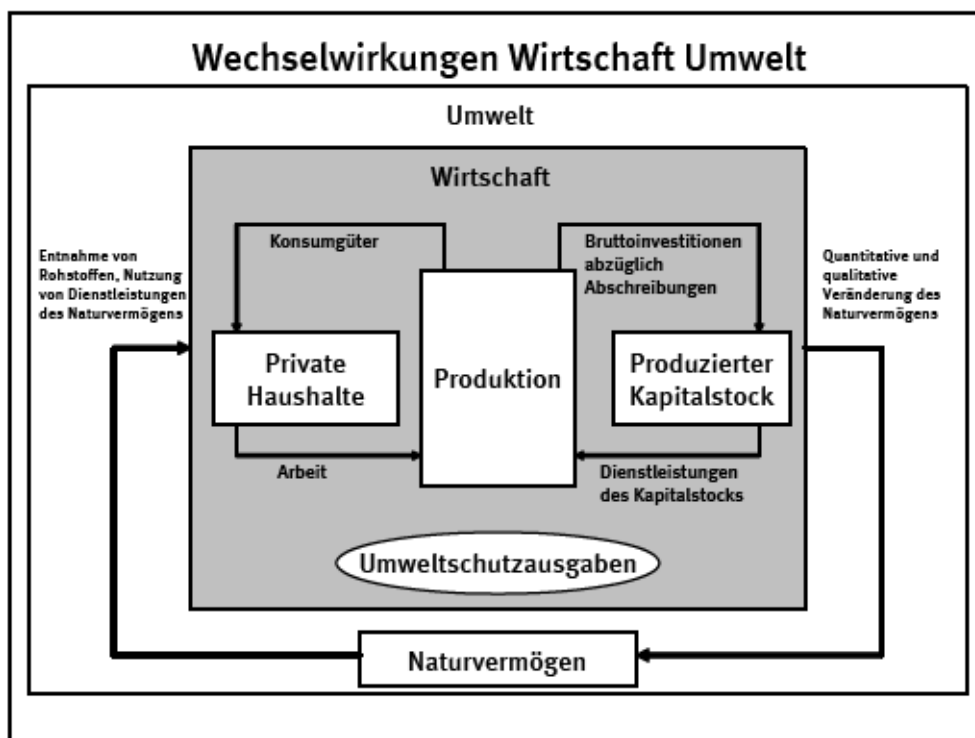 Wechselwirkungen Wirtschaft Umwelt
Umwelt
Wirtschaft
Konsumgüter
Bruttoinvestitionen
abzüglich
Abschreibungen
Entnahme von
Rohstoffen, Nutzung
von Dienstleistungen
des Naturvermögens
Quantitative und
qualitative
Veränderung des
Naturvermögens
Private
Haushalte
Produktion
Produzierter
Kapitalstock
Arbeit
Dienstleistungen
des Kapitalstocks
Umweltschutzausgaben
Naturvermögen